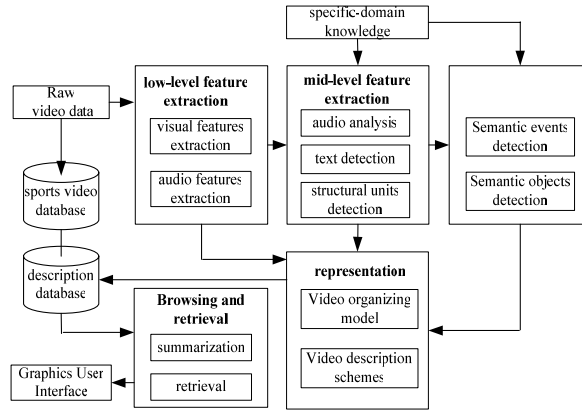 specific-domain
knowledge
Raw
video data
low-level feature
extraction
visual features
extraction
audio features
extraction
mid-level feature
extraction
audio analysis
text detection
structural units
detection
Semantic events
detection
Semantic objects
detection
sports video
database
description
database
Browsing and
retrieval
summarization
retrieval
Graphics User
Interface
representation
Video organizing
model
Video description
schemes